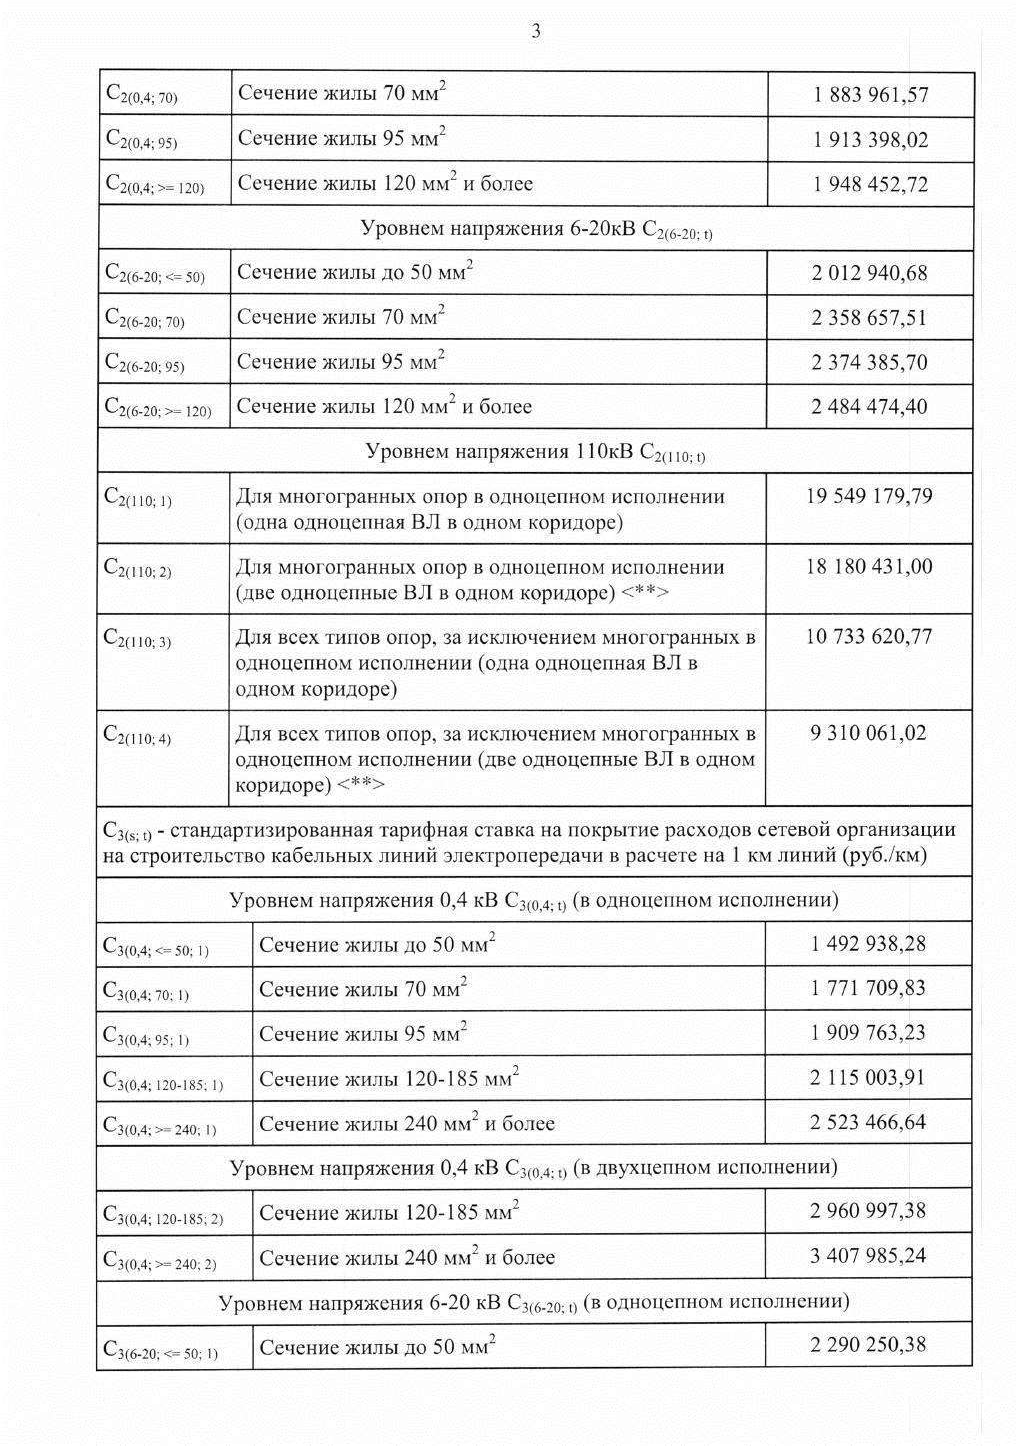 3
C2(0,4; 70) Сечение жилы 70 мм² 1 883 961,57
C2(0,4; 95) Сечение жилы 95 мм² 1 913 398,02
C2(0,4; >= 120) Сечение жилы 120 мм² и более 1 948 452,72
Уровнем напряжения 6-20кВ C2(6-20; t)
C2(6-20; <= 50) Сечение жилы до 50 мм² 2 012 940,68
C2(6-20; 70) Сечение жилы 70 мм² 2 358 657,51
C2(6-20; 95) Сечение жилы 95 мм² 2 374 385,70
C2(6-20; >= 120) Сечение жилы 120 мм² и более 2 484 474,40
Уровнем напряжения 110кВ C2(110; t)
C2(110; 1) Для многогранных опор в одноцепном исполнении 19 549 179,79
(одна одноцепная ВЛ в одном коридоре)
C2(110; 2) Для многогранных опор в одноцепном исполнении 18 180 431,00
(две одноцепные ВЛ в одном коридоре) <**>
C2(110; 3) Для всех типов опор, за исключением многогранных в 10 733 620,77
одноцепном исполнении (одна одноцепная ВЛ в
одном коридоре)
C2(110; 4) Для всех типов опор, за исключением многогранных в 9 310 061,02
одноцепном исполнении (две одноцепные ВЛ в одном
коридоре) <**>
C3(s; t) - стандартизированная тарифная ставка на покрытие расходов сетевой организации
на строительство кабельных линий электропередачи в расчете на 1 км линий (руб./км)
Уровнем напряжения 0,4 кВ C3(0,4; t) (в одноцепном исполнении)
C3(0,4; <= 50; 1) Сечение жилы до 50 мм² 1 492 938,28
C3(0,4; 70; 1) Сечение жилы 70 мм² 1 771 709,83
C3(0,4; 95; 1) Сечение жилы 95 мм² 1 909 763,23
C3(0,4; 120-185; 1) Сечение жилы 120-185 мм² 2 115 003,91
C3(0,4; >= 240; 1) Сечение жилы 240 мм² и более 2 523 466,64
Уровнем напряжения 0,4 кВ C3(0,4; t) (в двухцепном исполнении)
C3(0,4; 120-185; 2) Сечение жилы 120-185 мм² 2 960 997,38
C3(0,4; >= 240; 2) Сечение жилы 240 мм² и более 3 407 985,24
Уровнем напряжения 6-20 кВ C3(6-20; t) (в одноцепном исполнении)
C3(6-20; <= 50; 1) Сечение жилы до 50 мм² 2 290 250,38